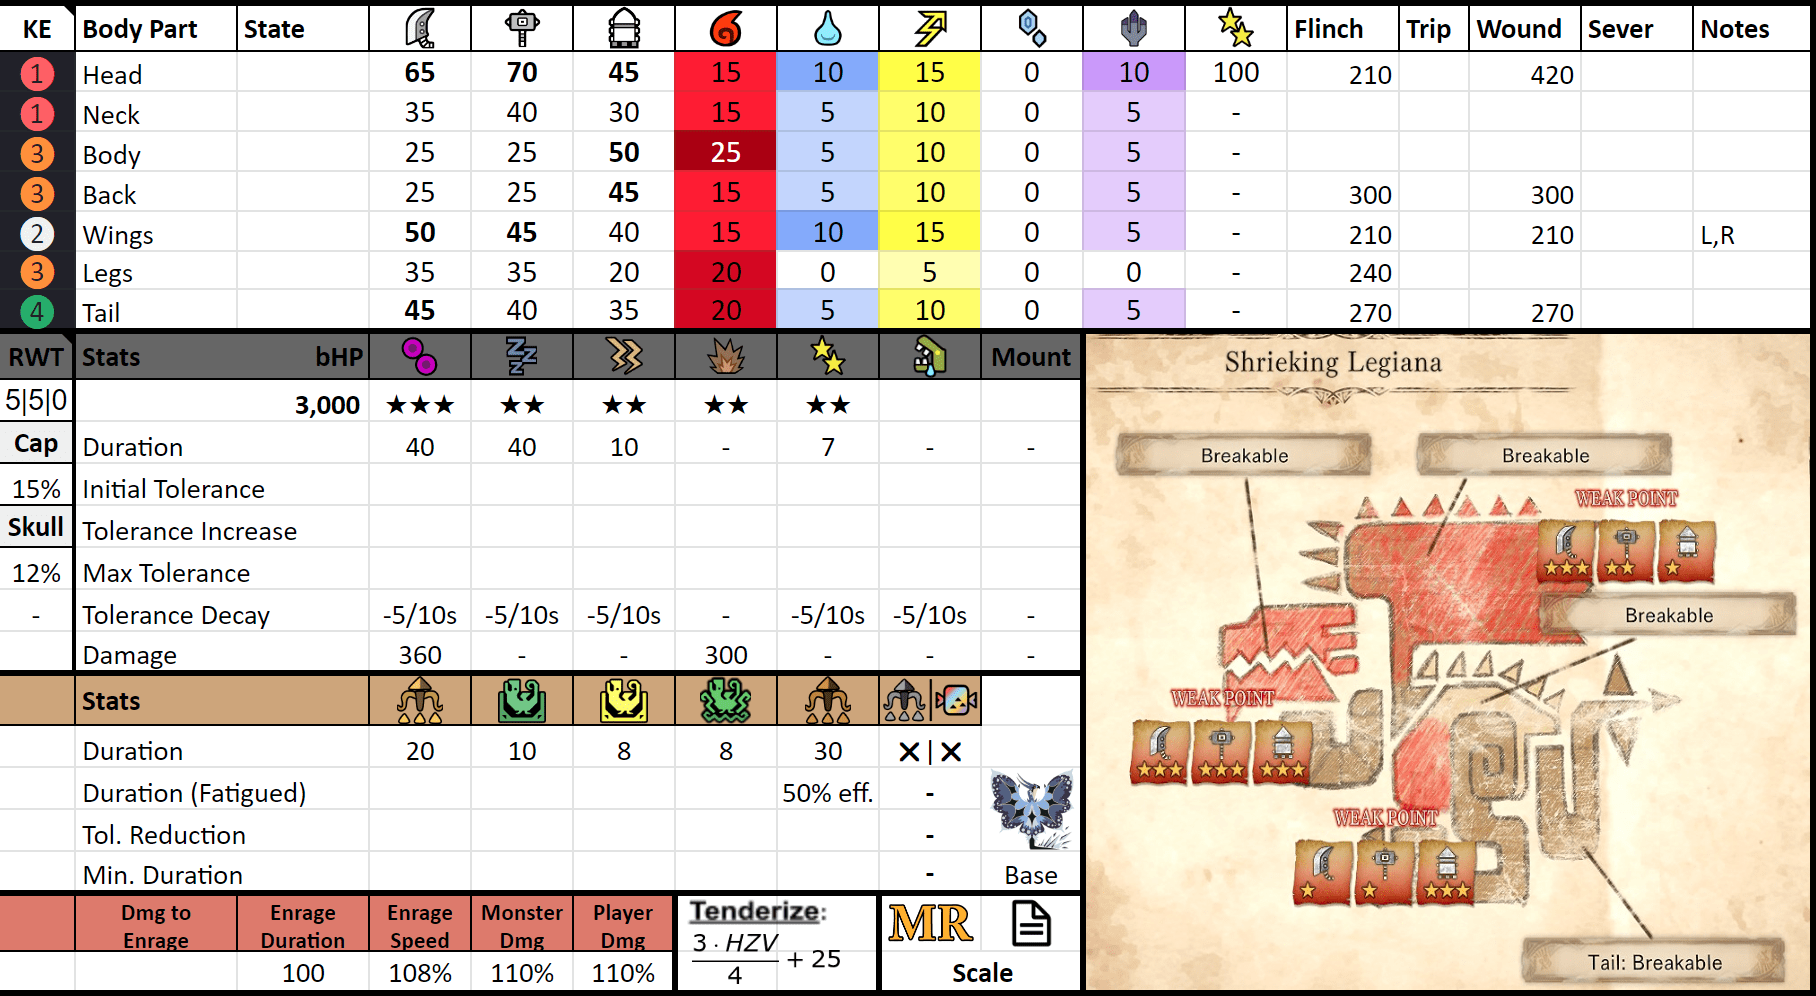 KE Body Part State Flinch Trip Wound Sever Notes
1 Head 65 70 45 15 10 15 0 10 100 210 420
1 Neck 35 40 30 15 5 10 0 5 -
3 Body 25 25 50 25 5 10 0 5 -
3 Back 25 25 45 15 5 10 0 5 - 300 300
2 Wings 50 45 40 15 10 15 0 5 - 210 210 L,R
3 Legs 35 35 20 20 0 5 0 0 - 240
4 Tail 45 40 35 20 5 10 0 5 - 270 270
RWT Stats bHP Mount
5|5|0 3,000 ★★★ ★★ ★★ ★★ ★★
Cap Duration 40 40 10 - 7 - -
15% Initial Tolerance
Skull Tolerance Increase
12% Max Tolerance
- Tolerance Decay -5/10s -5/10s -5/10s - -5/10s -5/10s -
Damage 360 - - 300 - - -
Stats
Duration 20 10 8 8 30 ✕|✕
Duration (Fatigued) 50% eff. -
Tol. Reduction -
Min. Duration - Base
Dmg to Enrage Enrage Duration Enrage Speed Monster Dmg Player Dmg
100 108% 110% 110%
Tenderize:
3 · HZV
4
+ 25
MR
Scale
Shrieking Legiana
Breakable
Breakable
WEAK POINT
★★★ ★★ ★
Breakable
WEAK POINT
★★★ ★★★ ★★★
WEAK POINT
★ ★ ★★★
Tail: Breakable